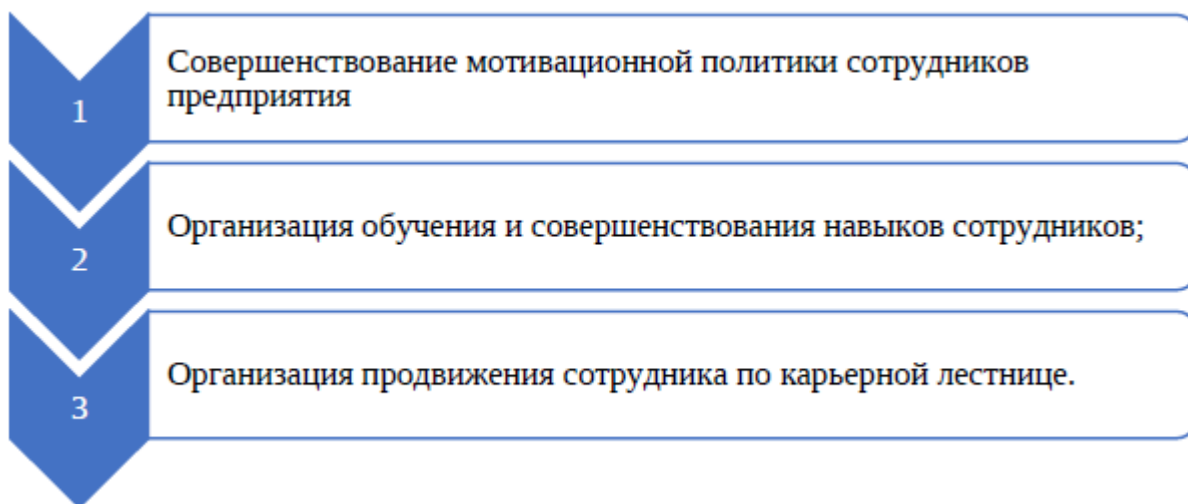 1
Совершенствование мотивационной политики сотрудников
предприятия
2
Организация обучения и совершенствования навыков сотрудников;
3
Организация продвижения сотрудника по карьерной лестнице.